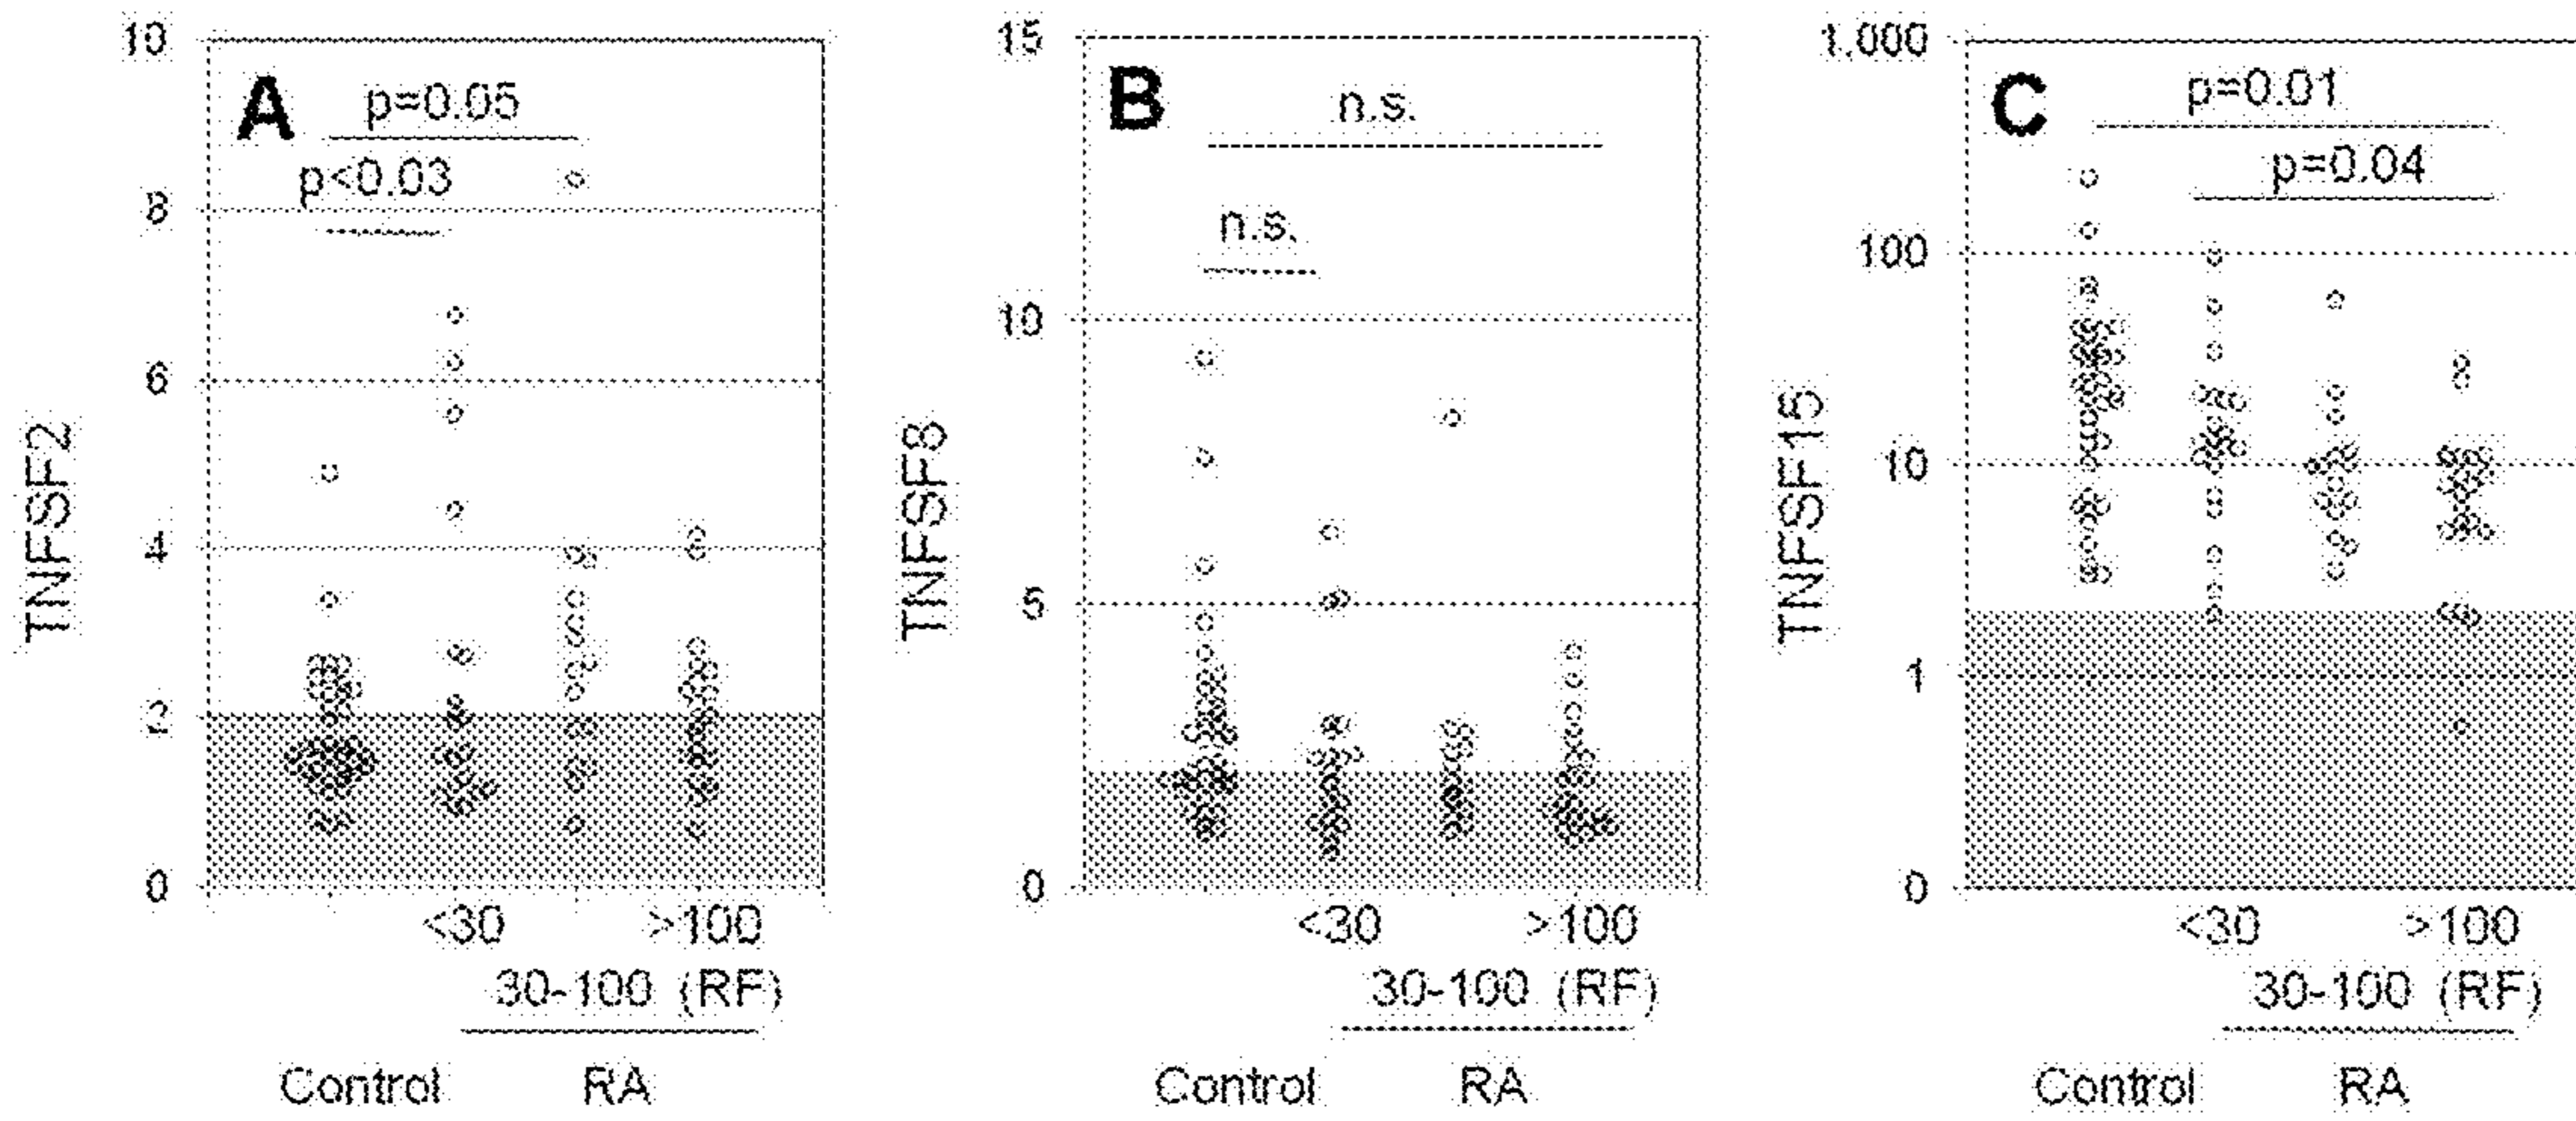 A
p=0.05
p<0.03
10
8
6
4
2
0
TNFSF2
<30 >100
30-100 (RF)
Control RA
B
n.s.
n.s.
15
10
5
0
TNFSF8
<30 >100
30-100 (RF)
Control RA
C
p=0.01
p=0.04
1,000
100
10
1
0
TNFSF15
<30 >100
30-100 (RF)
Control RA